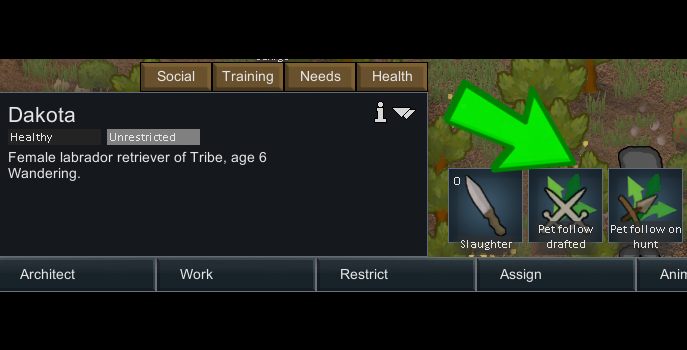 Social Training Needs Health
Dakota
Healthy Unrestricted
Female labrador retriever of Tribe, age 6
Wandering.
0
Slaughter
Pet follow
drafted
Pet follow on
hunt
Architect Work Restrict Assign